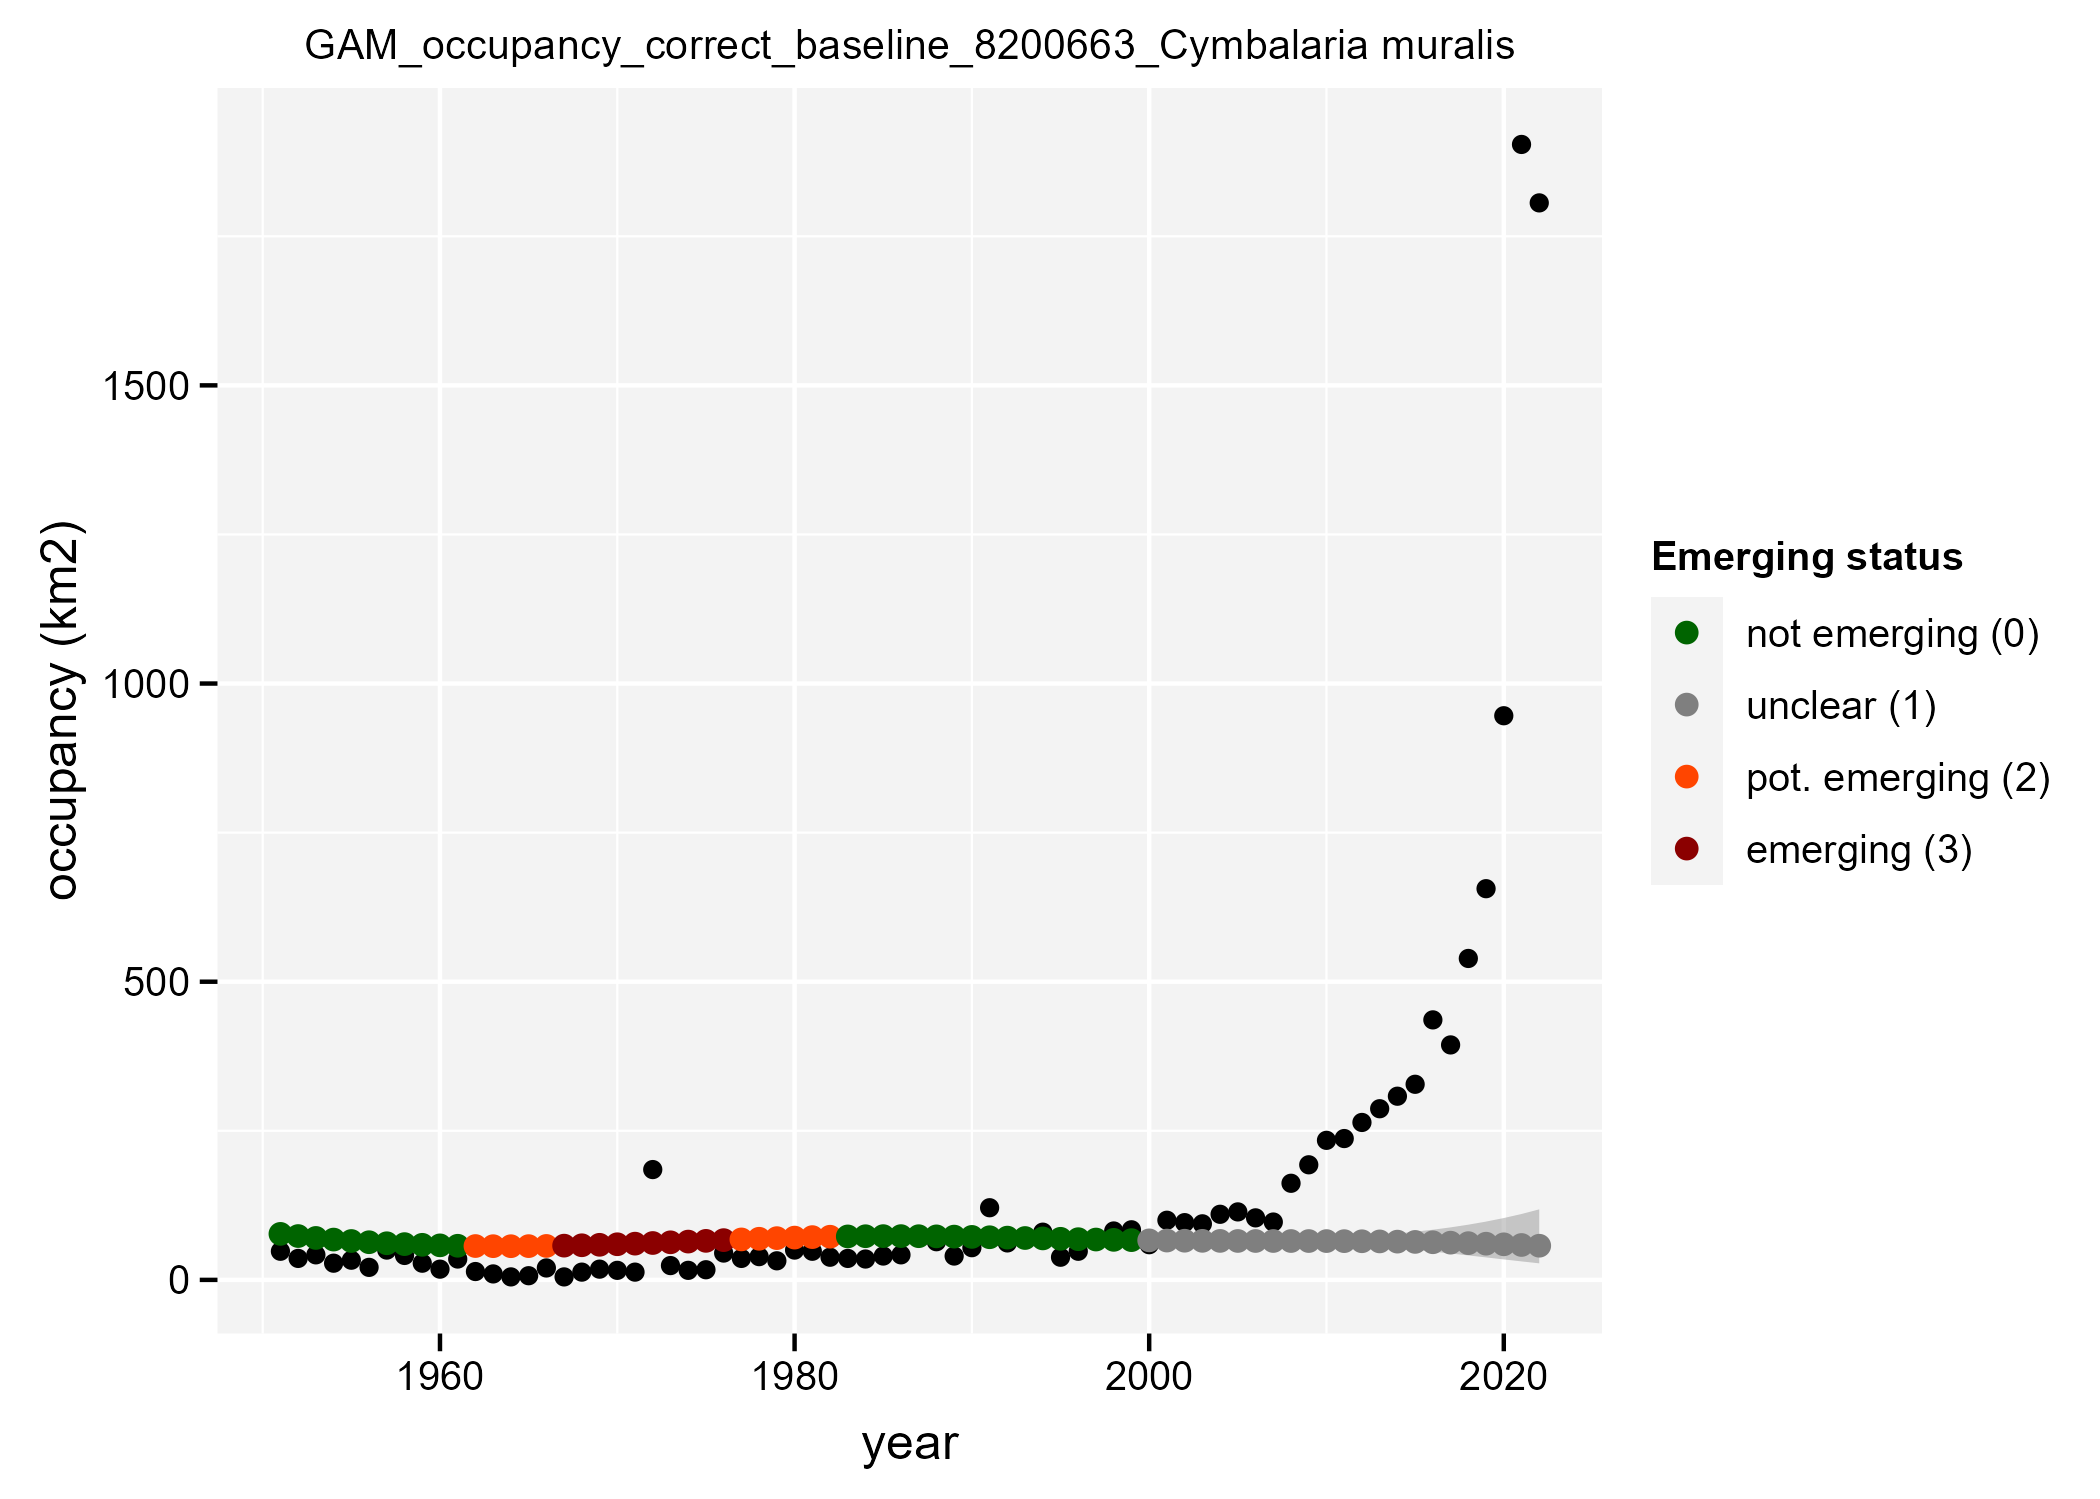 GAM_occupancy_correct_baseline_8200663_Cymbalaria muralis
occupancy (km2)
1500
1000
500
0
1960
1980
2000
2020
year
Emerging status
not emerging (0)
unclear (1)
pot. emerging (2)
emerging (3)